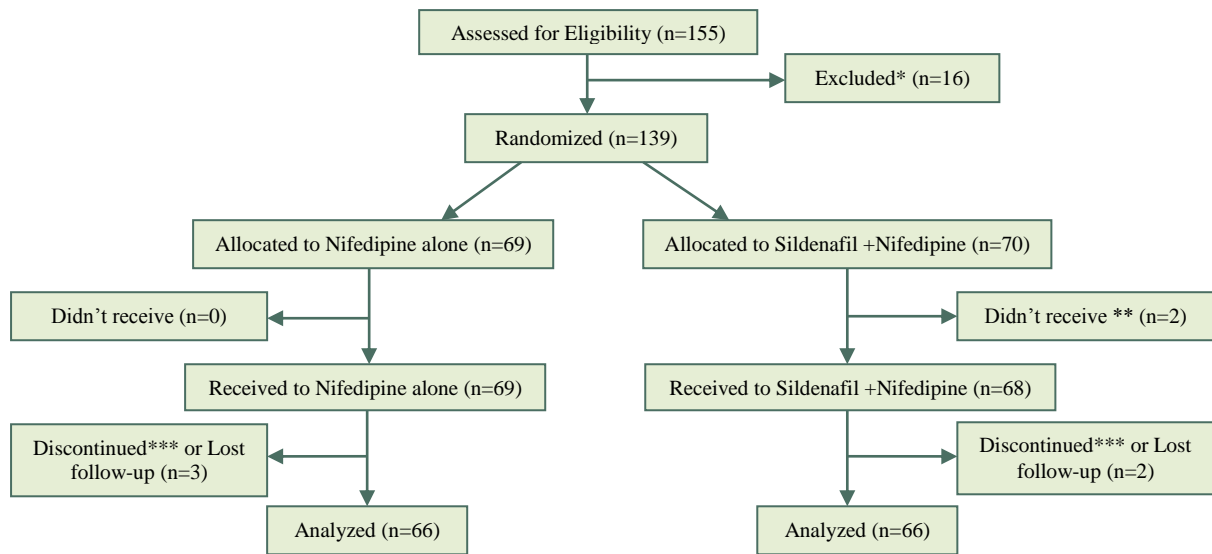 Assessed for Eligibility (n=155)
Excluded* (n=16)
Randomized (n=139)
Allocated to Nifedipine alone (n=69)
Allocated to Sildenafil +Nifedipine (n=70)
Didn’t receive (n=0)
Didn’t receive ** (n=2)
Received to Nifedipine alone (n=69)
Received to Sildenafil +Nifedipine (n=68)
Discontinued*** or Lost
follow-up (n=3)
Discontinued*** or Lost
follow-up (n=2)
Analyzed (n=66)
Analyzed (n=66)